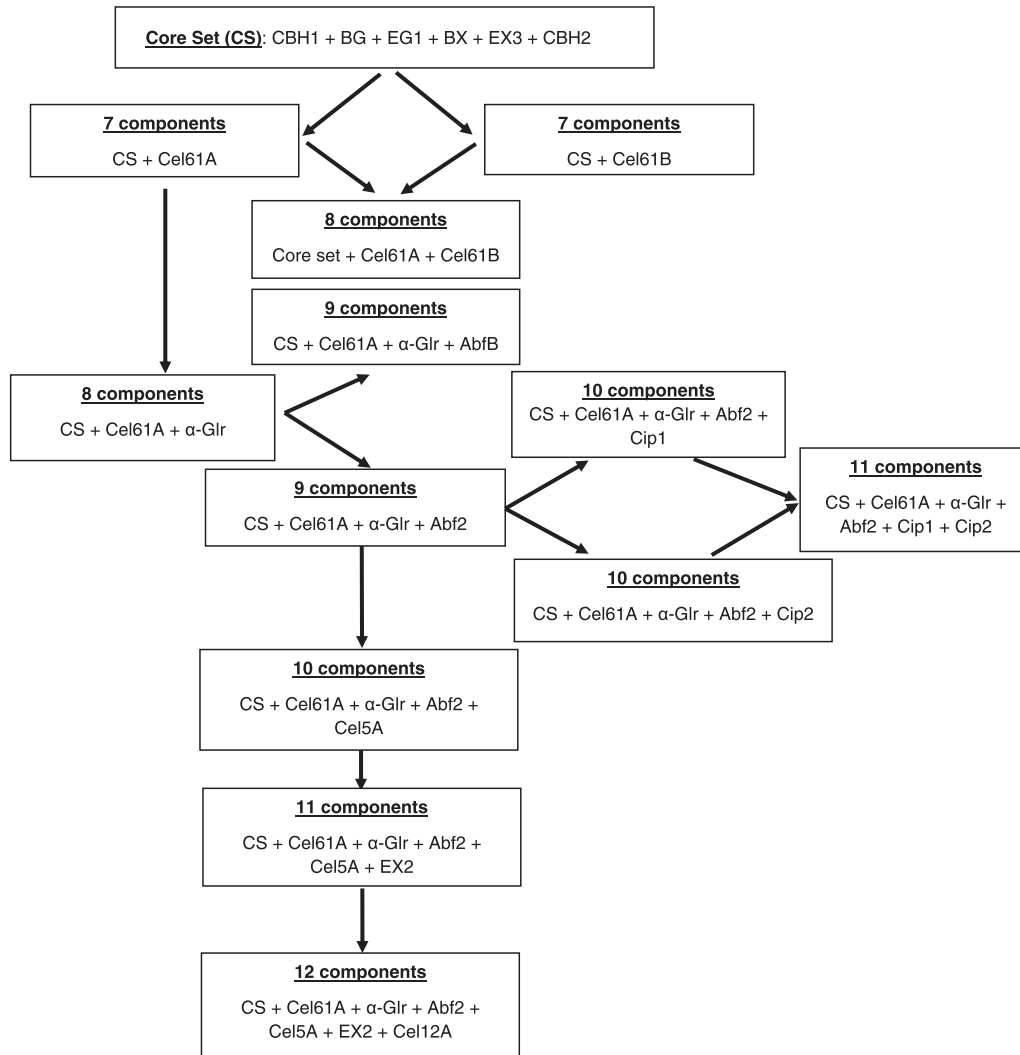 Core Set (CS): CBH1 + BG + EG1 + BX + EX3 + CBH2
7 components
CS + Cel61A
7 components
CS + Cel61B
8 components
Core set + Cel61A + Cel61B
9 components
CS + Cel61A + α-Glr + AbfB
8 components
CS + Cel61A + α-Glr
10 components
CS + Cel61A + α-Glr + Abf2 +
Cip1
9 components
CS + Cel61A + α-Glr + Abf2
11 components
CS + Cel61A + α-Glr +
Abf2 + Cip1 + Cip2
10 components
CS + Cel61A + α-Glr + Abf2 + Cip2
10 components
CS + Cel61A + α-Glr + Abf2 +
Cel5A
11 components
CS + Cel61A + α-Glr + Abf2 +
Cel5A + EX2
12 components
CS + Cel61A + α-Glr + Abf2 +
Cel5A + EX2 + Cel12A